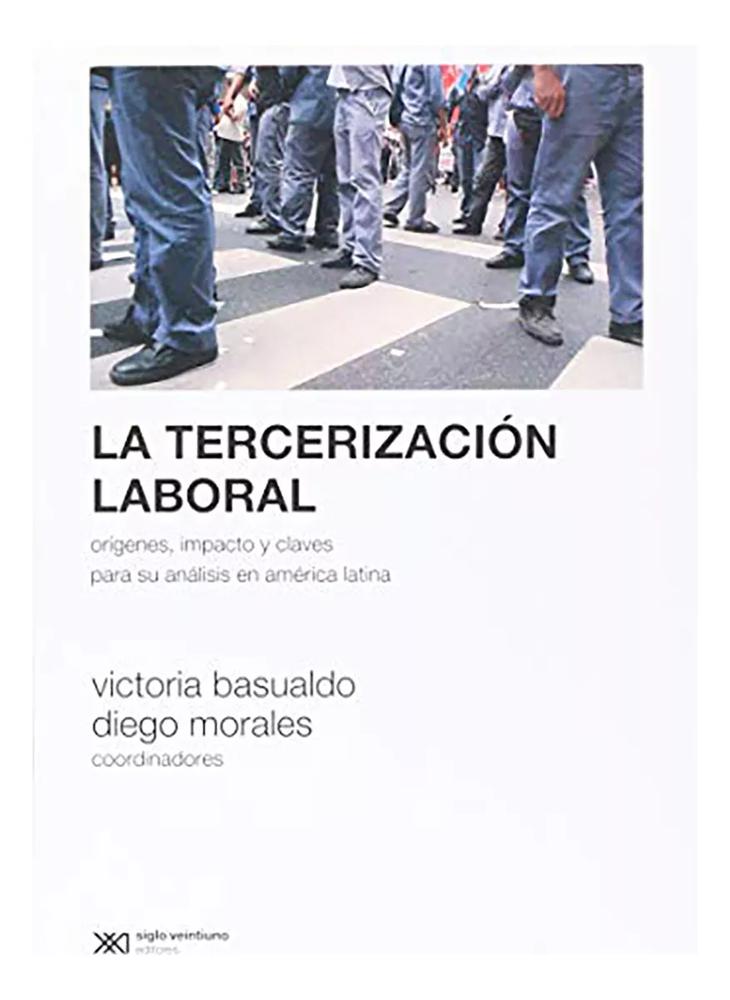 LA TERCERIZACIÓN
LABORAL
orígenes, impacto y claves
para su análisis en américa latina
victoria basualdo
diego morales
coordinadores
siglo veintiuno
editores